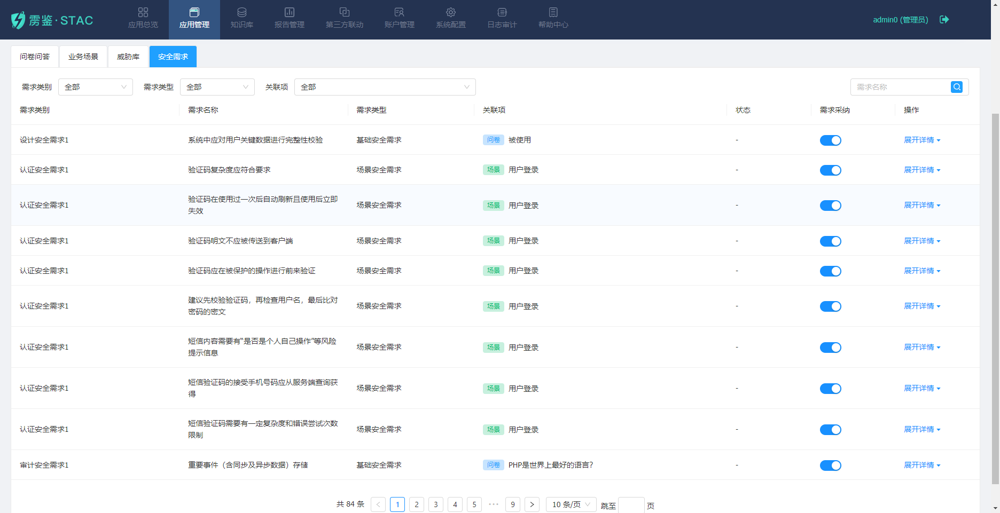 雳鉴·STAC
应用总览
应用管理
知识库
报告管理
第三方联动
账户管理
系统配置
日志审计
帮助中心
admin0 (管理员)
问卷问答
业务场景
威胁库
安全需求
需求类别 全部
需求类型 全部
关联项 全部
需求名称
需求类别 需求名称 需求类型 关联项 状态 需求采纳 操作
设计安全需求1 系统中应对用户关键数据进行完整性校验 基础安全需求 问卷 被使用 - 展开详情
认证安全需求1 验证码复杂度应符合要求 场景安全需求 场景 用户登录 - 展开详情
认证安全需求1 验证码在使用过一次后自动刷新且使用后立即
失效 场景安全需求 场景 用户登录 - 展开详情
认证安全需求1 验证码明文不应被传送到客户端 场景安全需求 场景 用户登录 - 展开详情
认证安全需求1 验证码应在被保护的操作进行前来验证 场景安全需求 场景 用户登录 - 展开详情
认证安全需求1 建议先校验验证码，再检查用户名，最后比对
密码的密文 场景安全需求 场景 用户登录 - 展开详情
认证安全需求1 短信内容需要有“是否是个人自己操作”等风险
提示信息 场景安全需求 场景 用户登录 - 展开详情
认证安全需求1 短信验证码的接受手机号码应从服务端查询获
得 场景安全需求 场景 用户登录 - 展开详情
认证安全需求1 短信验证码需要有一定复杂度和错误尝试次数
限制 场景安全需求 场景 用户登录 - 展开详情
审计安全需求1 重要事件（含同步及异步数据）存储 基础安全需求 问卷 PHP是世界上最好的语言? - 展开详情
共 84 条 < 1 2 3 4 5 ••• 9 > 10 条/页 跳至 页